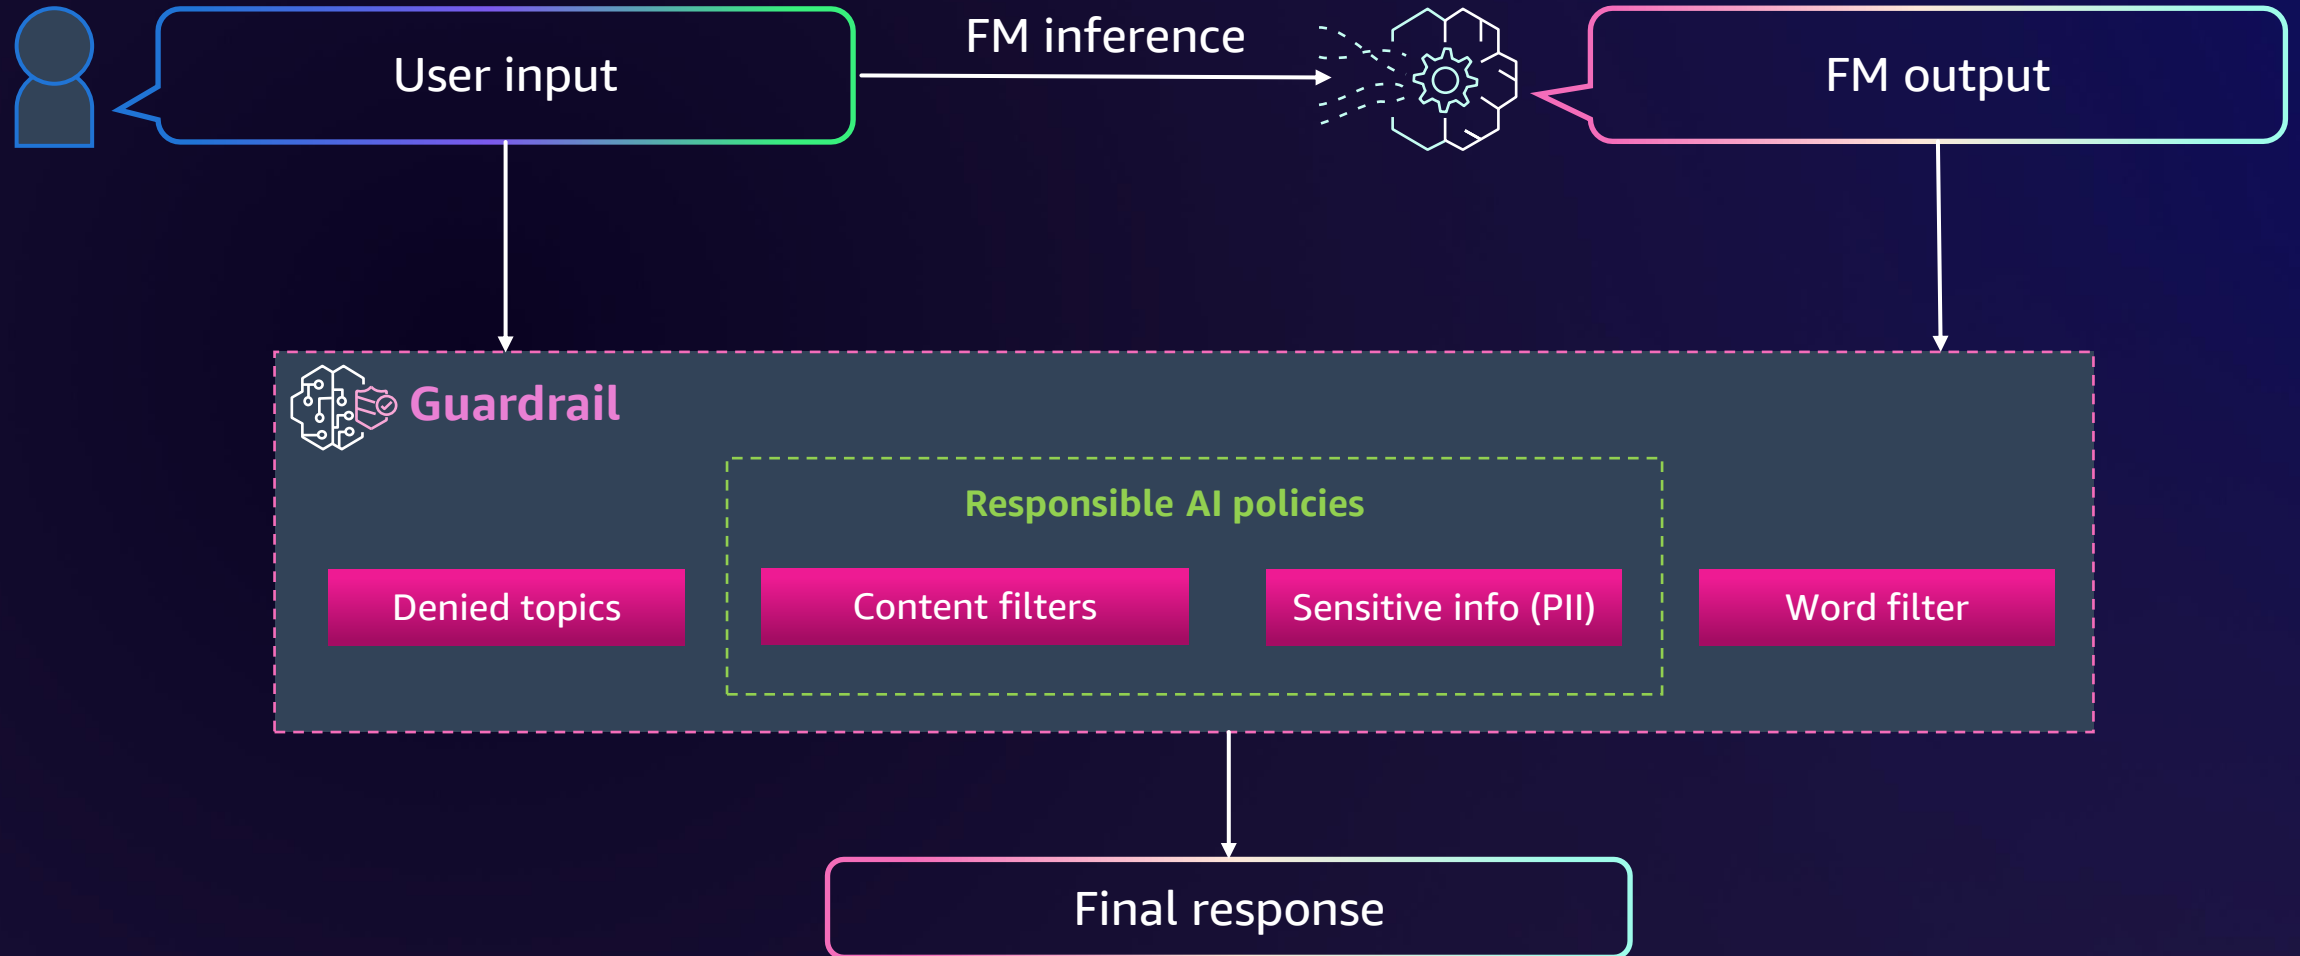 User input
FM inference
FM output
Guardrail
Responsible AI policies
Denied topics
Content filters
Sensitive info (PII)
Word filter
Final response